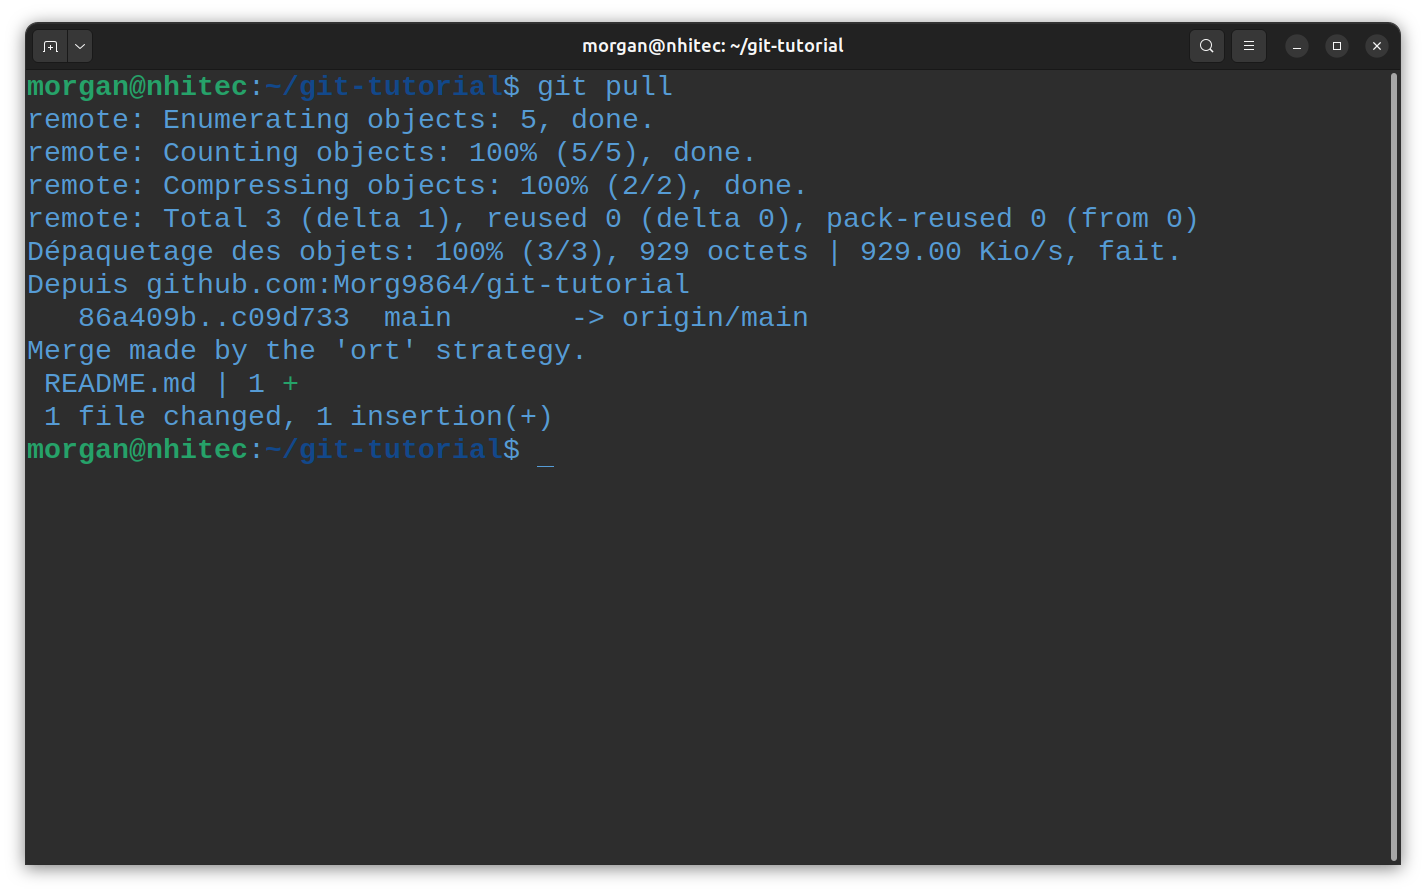 morgan@nhitec: ~/git-tutorial
morgan@nhitec:~/git-tutorial$ git pull
remote: Enumerating objects: 5, done.
remote: Counting objects: 100% (5/5), done.
remote: Compressing objects: 100% (2/2), done.
remote: Total 3 (delta 1), reused 0 (delta 0), pack-reused 0 (from 0)
Dépaquetage des objets: 100% (3/3), 929 octets | 929.00 Kio/s, fait.
Depuis github.com:Morg9864/git-tutorial
   86a409b..c09d733  main       -> origin/main
Merge made by the 'ort' strategy.
 README.md | 1 +
 1 file changed, 1 insertion(+)
morgan@nhitec:~/git-tutorial$ _